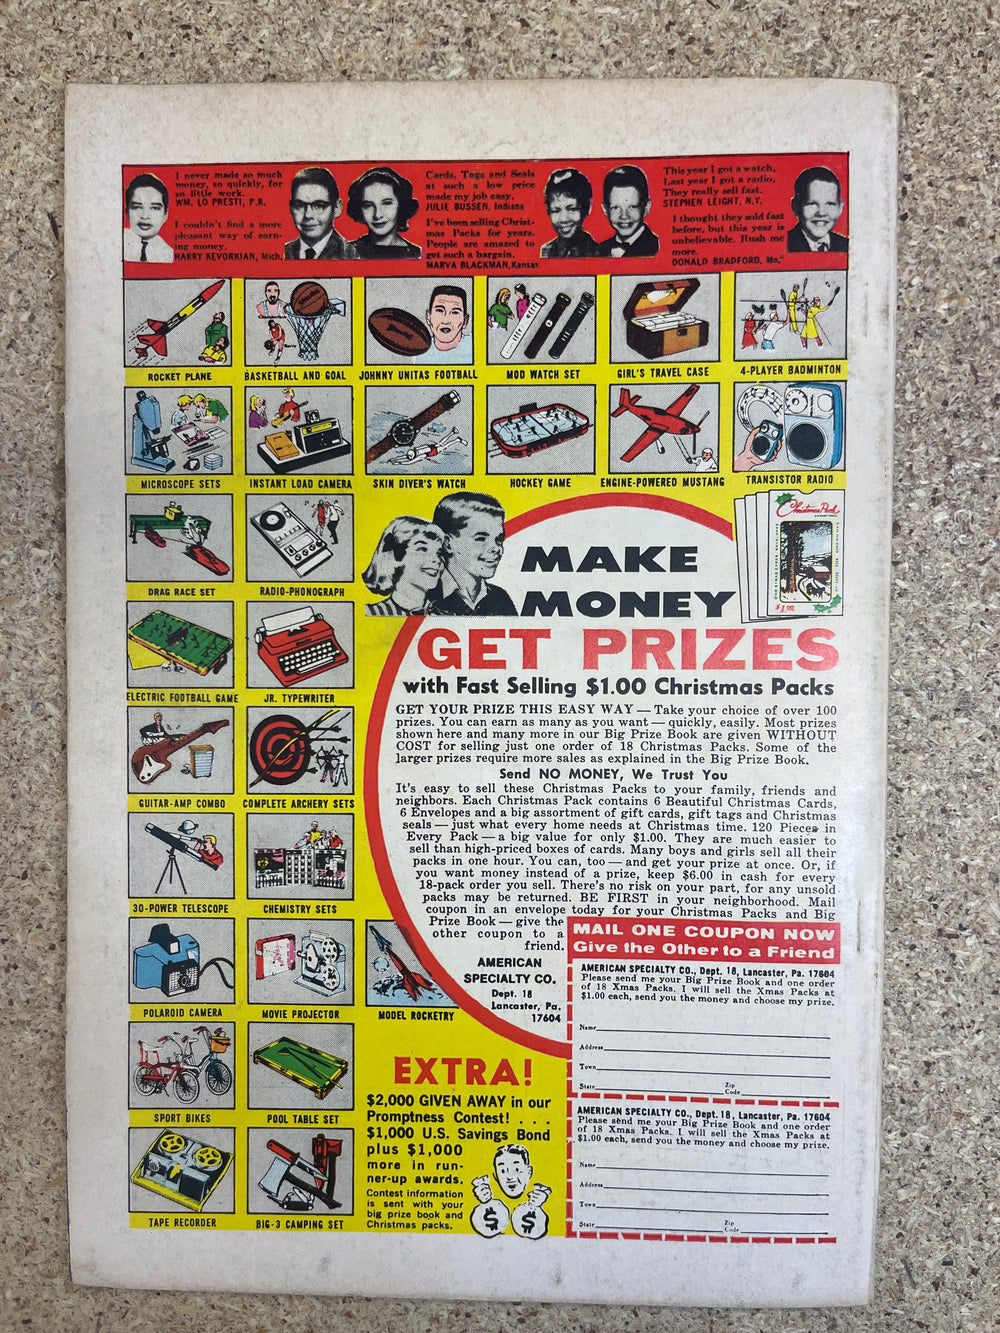 I never made so much
money, so quickly, for
so little work.
WM. LO PRESTI, P.R.
I couldn't find a more
pleasant way of earn-
ing money.
HARRY KEVORKIAN, Mich.
Cards, Tags and Seals
at such a low price
made my job easy.
JULIE BUSSEN, Indiana
I've been selling Christ-
mas Packs for years.
People are amazed to
get such a bargain.
MARVA BLACKMAN, Kansas
This year I got a watch,
Last year I got a radio,
They really sell fast.
STEPHEN LEIGHT, N.Y.
I thought they sold fast
before, but this year is
unbelievable. Rush me
more.
DONALD BRADFORD, Mo."
ROCKET PLANE
BASKETBALL AND GOAL
JOHNNY UNITAS FOOTBALL
MOD WATCH SET
GIRL'S TRAVEL CASE
4-PLAYER BADMINTON
MICROSCOPE SETS
INSTANT LOAD CAMERA
SKIN DIVER'S WATCH
HOCKEY GAME
ENGINE-POWERED MUSTANG
TRANSISTOR RADIO
DRAG RACE SET
RADIO-PHONOGRAPH
ELECTRIC FOOTBALL GAME
JR. TYPEWRITER
GUITAR-AMP COMBO
COMPLETE ARCHERY SETS
30-POWER TELESCOPE
CHEMISTRY SETS
POLAROID CAMERA
MOVIE PROJECTOR
MODEL ROCKETRY
SPORT BIKES
POOL TABLE SET
TAPE RECORDER
BIG-3 CAMPING SET
Christmas Pack
$1.00
MAKE
MONEY
GET PRIZES
with Fast Selling $1.00 Christmas Packs
GET YOUR PRIZE THIS EASY WAY — Take your choice of over 100
prizes. You can earn as many as you want — quickly, easily. Most prizes
shown here and many more in our Big Prize Book are given WITHOUT
COST for selling just one order of 18 Christmas Packs. Some of the
larger prizes require more sales as explained in the Big Prize Book.
Send NO MONEY, We Trust You
It's easy to sell these Christmas Packs to your family, friends and
neighbors. Each Christmas Pack contains 6 Beautiful Christmas Cards,
6 Envelopes and a big assortment of gift cards, gift tags and Christmas
seals — just what every home needs at Christmas time. 120 Pieces in
Every Pack — a big value for only $1.00. They are much easier to
sell than high-priced boxes of cards. Many boys and girls sell all their
packs in one hour. You can, too — and get your prize at once. Or, if
you want money instead of a prize, keep $6.00 in cash for every
18-pack order you sell. There's no risk on your part, for any unsold
packs may be returned. BE FIRST in your neighborhood. Mail
coupon in an envelope today for your Christmas Packs and Big
Prize Book — give the
other coupon to a
friend.
AMERICAN
SPECIALTY CO.
Dept. 18
Lancaster, Pa.
17604
MAIL ONE COUPON NOW
Give the Other to a Friend
AMERICAN SPECIALTY CO., Dept. 18, Lancaster, Pa. 17604
Please send me your Big Prize Book and one order
of 18 Xmas Packs. I will sell the Xmas Packs at
$1.00 each, send you the money and choose my prize.
Name
Address
Town
State Zip Code
AMERICAN SPECIALTY CO., Dept. 18, Lancaster, Pa. 17604
Please send me your Big Prize Book and one order
of 18 Xmas Packs. I will sell the Xmas Packs at
$1.00 each, send you the money and choose my prize.
Name
Address
Town
State Zip Code
EXTRA!
$2,000 GIVEN AWAY in our
Promptness Contest! . . .
$1,000 U.S. Savings Bond
plus $1,000
more in run-
ner-up awards.
Contest information
is sent with your
big prize book and
Christmas packs.
$ $